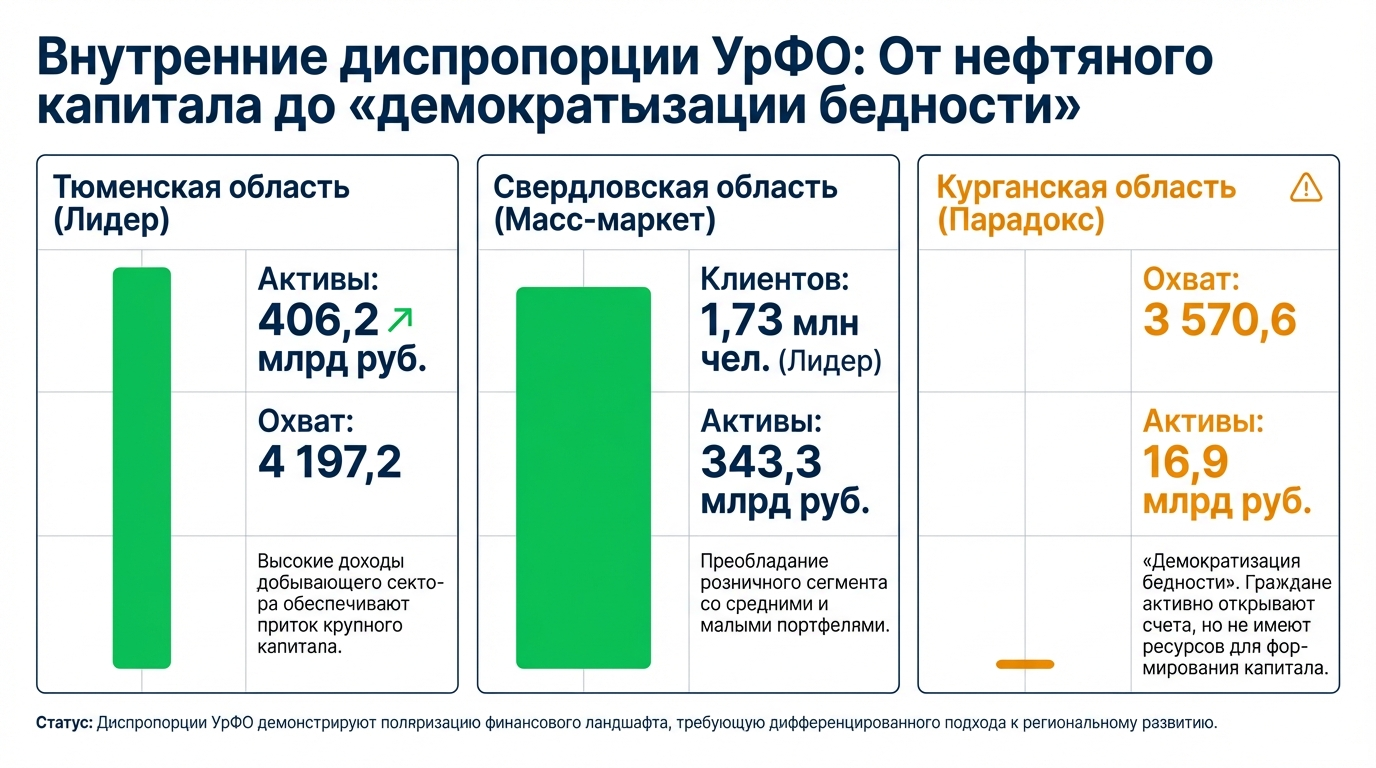 Внутренние диспропорции УрФО: От нефтяного
капитала до «демократызации бедности»
Тюменская область
(Лидер)
Активы:
406,2
млрд руб.
Охват:
4 197,2
Высокие доходы
добывающего секто-
ра обеспечивают
приток крупного
капитала.
Свердловская область
(Масс-маркет)
Клиентов:
1,73 млн
чел. (Лидер)
Активы:
343,3
млрд руб.
Преобладание
розничного сегмента
со средними и
малыми портфелями.
Курганская область
(Парадокс)
Охват:
3 570,6
Активы:
16,9
млрд руб.
«Демократизация
бедности». Граждане
активно открывают
счета, но не имеют
ресурсов для фор-
мирования капитала.
Статус: Диспропорции УрФО демонстрируют поляризацию финансового ландшафта, требующую дифференцированного подхода к региональному развитию.